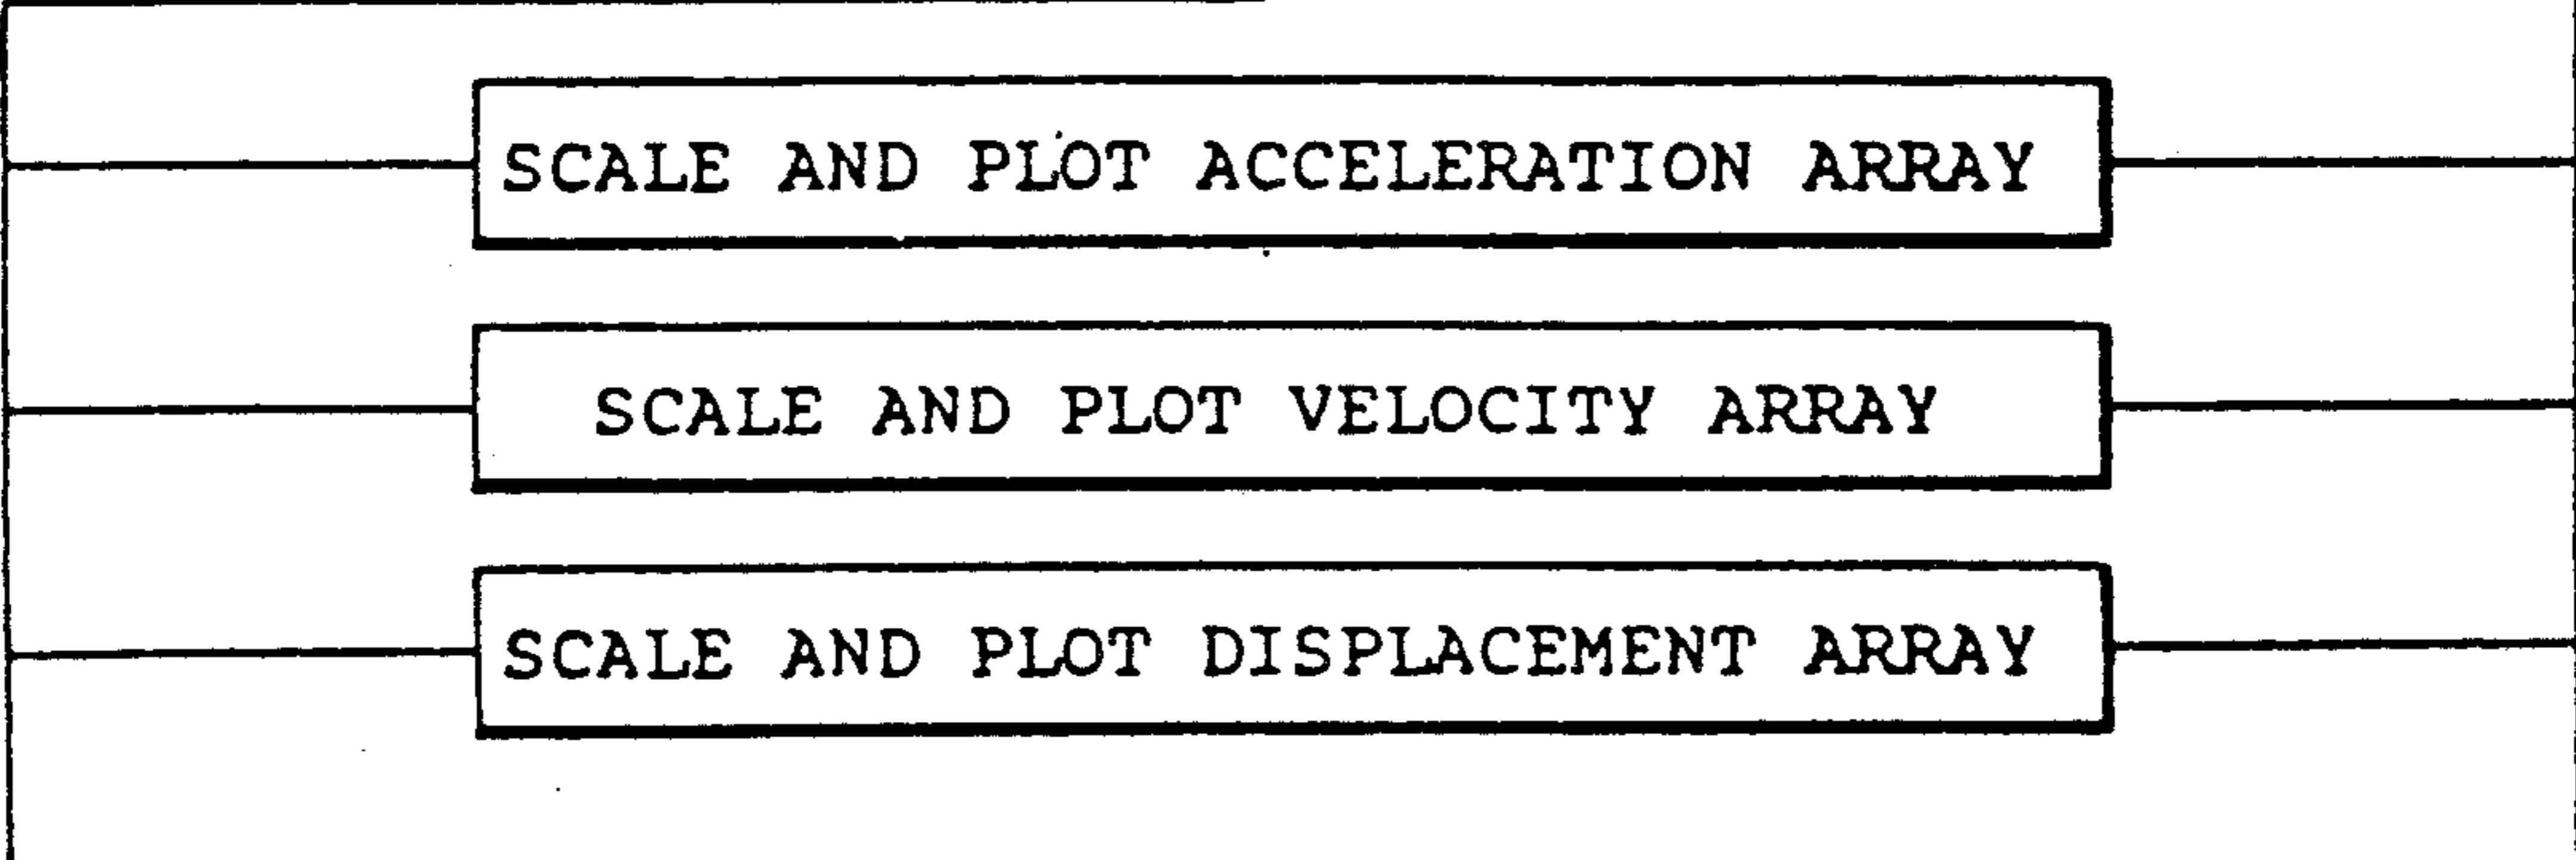 SCALE AND PLOT ACCELERATION ARRAY
SCALE AND PLOT VELOCITY ARRAY
SCALE AND PLOT DISPLACEMENT ARRAY